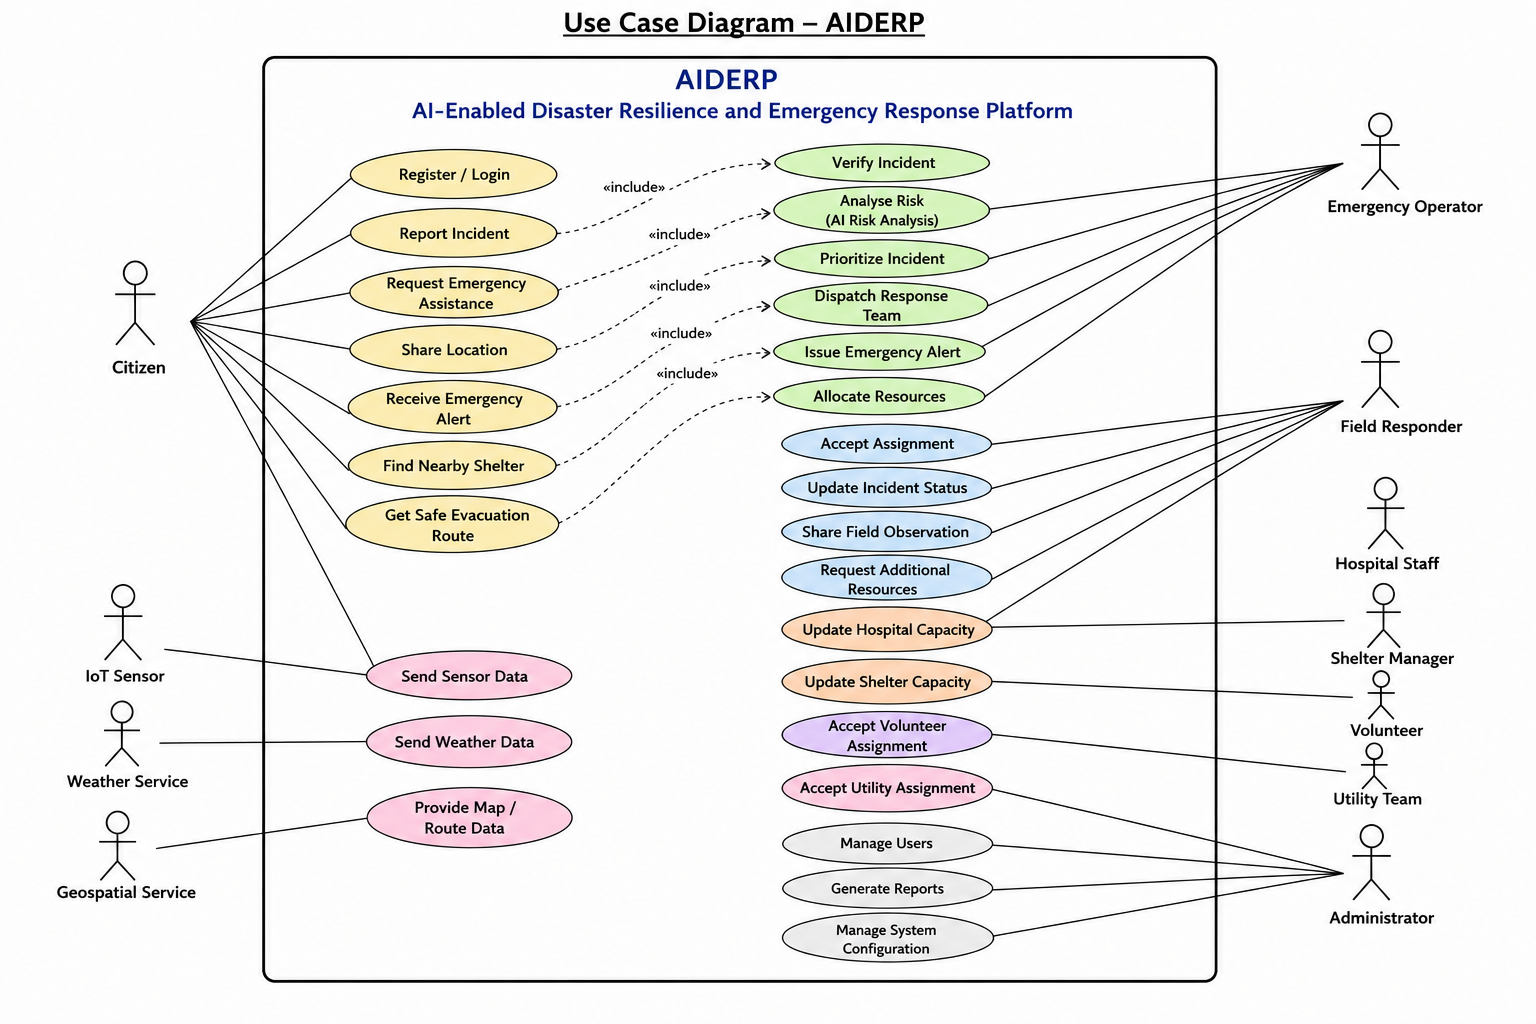 Use Case Diagram – AIDERP
AIDERP
AI-Enabled Disaster Resilience and Emergency Response Platform
Citizen
IoT Sensor
Weather Service
Geospatial Service
Register / Login
Report Incident
Request Emergency
Assistance
Share Location
Receive Emergency
Alert
Find Nearby Shelter
Get Safe Evacuation
Route
Send Sensor Data
Send Weather Data
Provide Map /
Route Data
«include»
«include»
«include»
«include»
«include»
Verify Incident
Analyse Risk
(AI Risk Analysis)
Prioritize Incident
Dispatch Response
Team
Issue Emergency Alert
Allocate Resources
Accept Assignment
Update Incident Status
Share Field Observation
Request Additional
Resources
Update Hospital Capacity
Update Shelter Capacity
Accept Volunteer
Assignment
Accept Utility Assignment
Manage Users
Generate Reports
Manage System
Configuration
Emergency Operator
Field Responder
Hospital Staff
Shelter Manager
Volunteer
Utility Team
Administrator